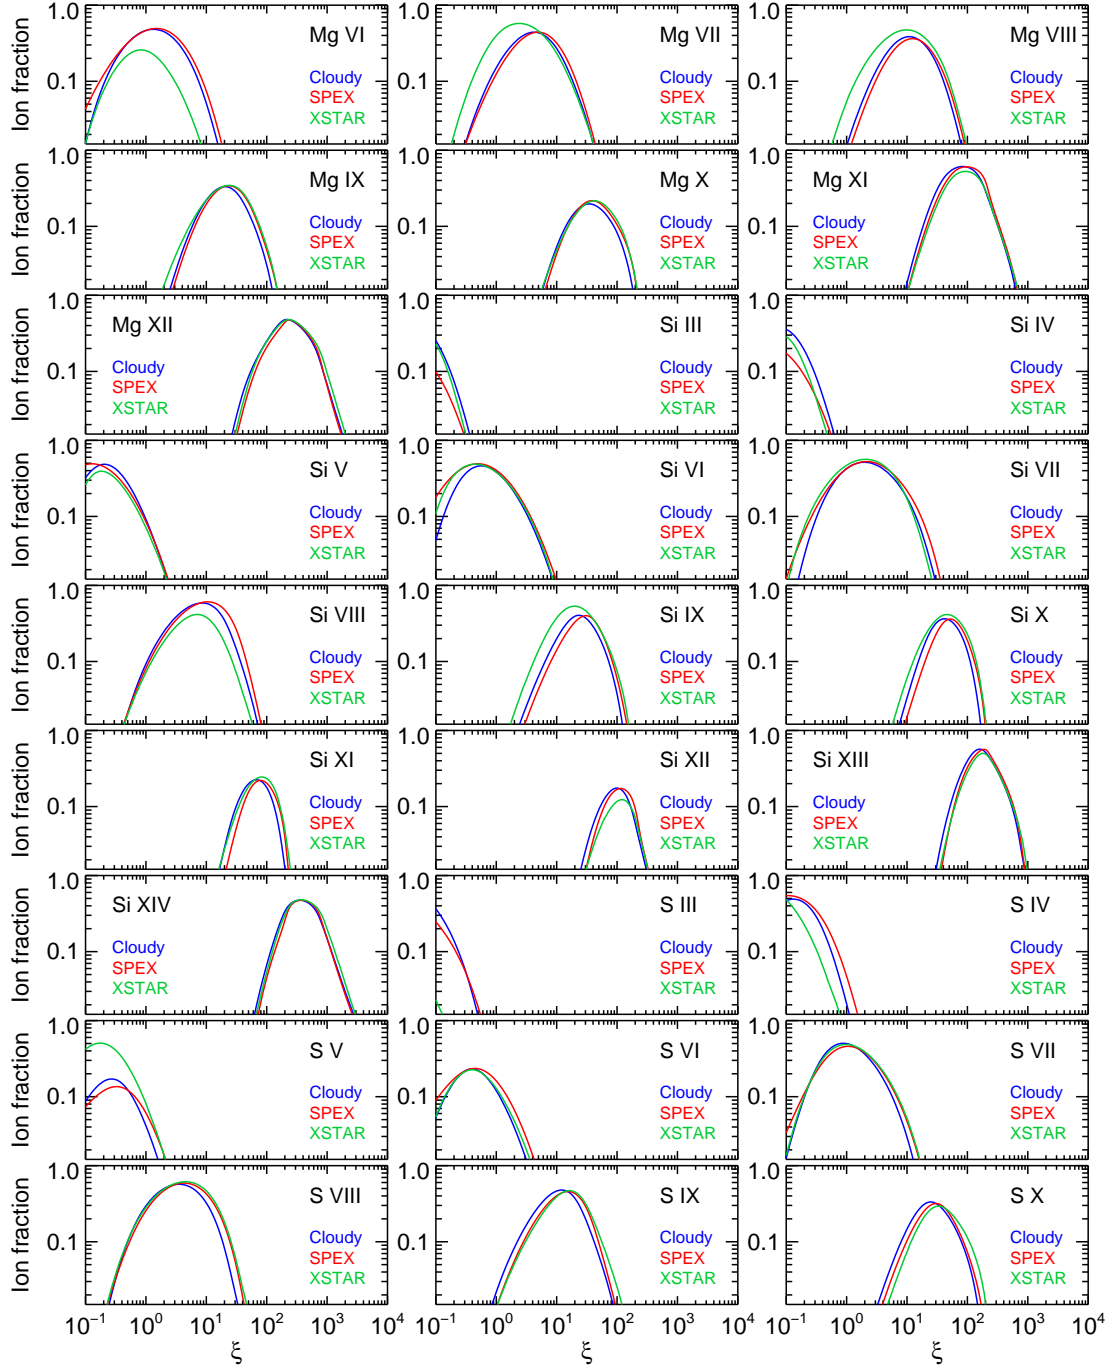 Ion fraction
1.0
0.1
Mg VI
Cloudy
SPEX
XSTAR
1.0
0.1
Mg VII
Cloudy
SPEX
XSTAR
1.0
0.1
Mg VIII
Cloudy
SPEX
XSTAR
Ion fraction
1.0
0.1
Mg IX
Cloudy
SPEX
XSTAR
1.0
0.1
Mg X
Cloudy
SPEX
XSTAR
1.0
0.1
Mg XI
Cloudy
SPEX
XSTAR
Ion fraction
1.0
0.1
Mg XII
Cloudy
SPEX
XSTAR
1.0
0.1
Si III
Cloudy
SPEX
XSTAR
1.0
0.1
Si IV
Cloudy
SPEX
XSTAR
Ion fraction
1.0
0.1
Si V
Cloudy
SPEX
XSTAR
1.0
0.1
Si VI
Cloudy
SPEX
XSTAR
1.0
0.1
Si VII
Cloudy
SPEX
XSTAR
Ion fraction
1.0
0.1
Si VIII
Cloudy
SPEX
XSTAR
1.0
0.1
Si IX
Cloudy
SPEX
XSTAR
1.0
0.1
Si X
Cloudy
SPEX
XSTAR
Ion fraction
1.0
0.1
Si XI
Cloudy
SPEX
XSTAR
1.0
0.1
Si XII
Cloudy
SPEX
XSTAR
1.0
0.1
Si XIII
Cloudy
SPEX
XSTAR
Ion fraction
1.0
0.1
Si XIV
Cloudy
SPEX
XSTAR
1.0
0.1
S III
Cloudy
SPEX
XSTAR
1.0
0.1
S IV
Cloudy
SPEX
XSTAR
Ion fraction
1.0
0.1
S V
Cloudy
SPEX
XSTAR
1.0
0.1
S VI
Cloudy
SPEX
XSTAR
1.0
0.1
S VII
Cloudy
SPEX
XSTAR
Ion fraction
1.0
0.1
S VIII
Cloudy
SPEX
XSTAR
1.0
0.1
S IX
Cloudy
SPEX
XSTAR
1.0
0.1
S X
Cloudy
SPEX
XSTAR
10⁻¹ 10⁰ 10¹ 10² 10³ 10⁴
10⁻¹ 10⁰ 10¹ 10² 10³ 10⁴
10⁻¹ 10⁰ 10¹ 10² 10³ 10⁴
ξ
ξ
ξ